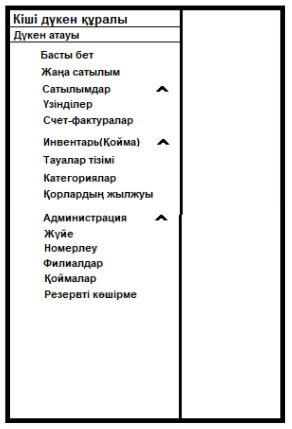 Кіші дүкен құралы
Дүкен атауы
Басты бет
Жаңа сатылым
Сатылымдар
Үзінділер
Счет-фактуралар
Инвентарь(Қойма)
Тауалар тізімі
Категориялар
Қорлардың жылжуы
Администрация
Жүйе
Номерлеу
Филиалдар
Қоймалар
Резервті көшірме